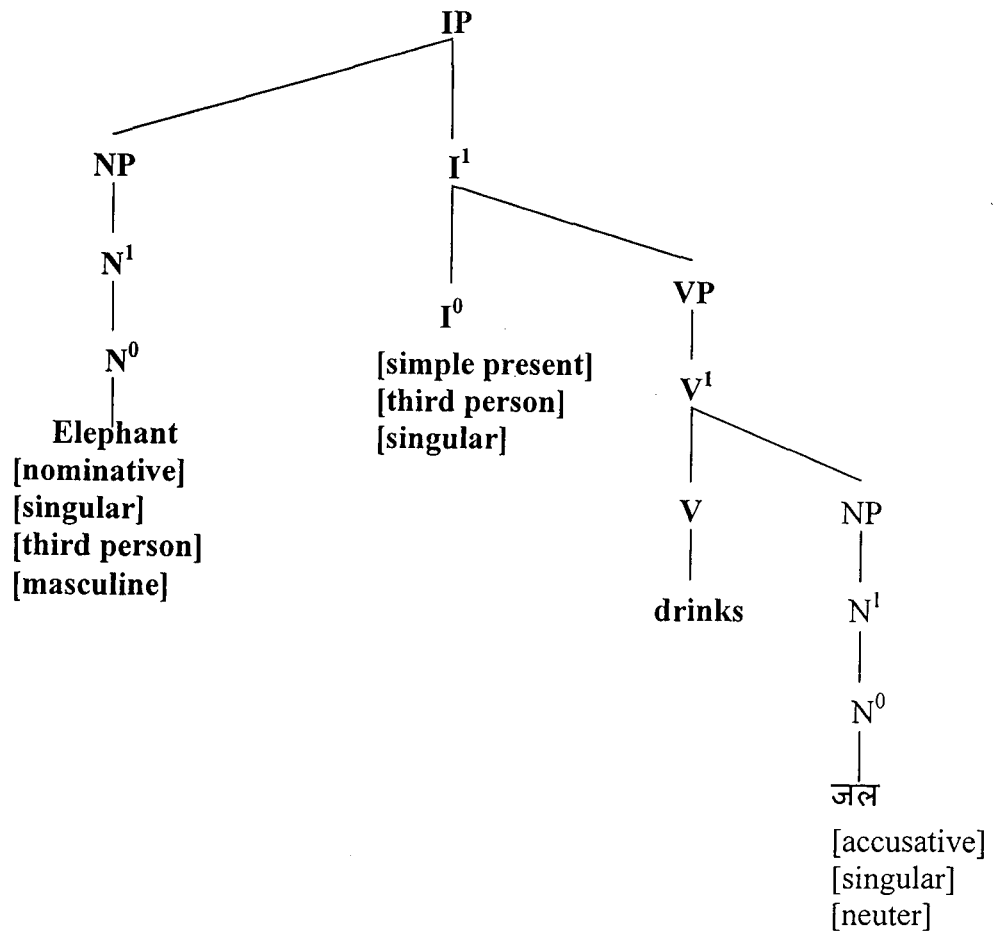 IP
NP
I¹
N¹
VP
I⁰
N⁰
[simple present]
V¹
[third person]
Elephant
[singular]
[nominative]
[singular]
V
NP
[third person]
[masculine]
drinks
N¹
N⁰
जल
[accusative]
[singular]
[neuter]